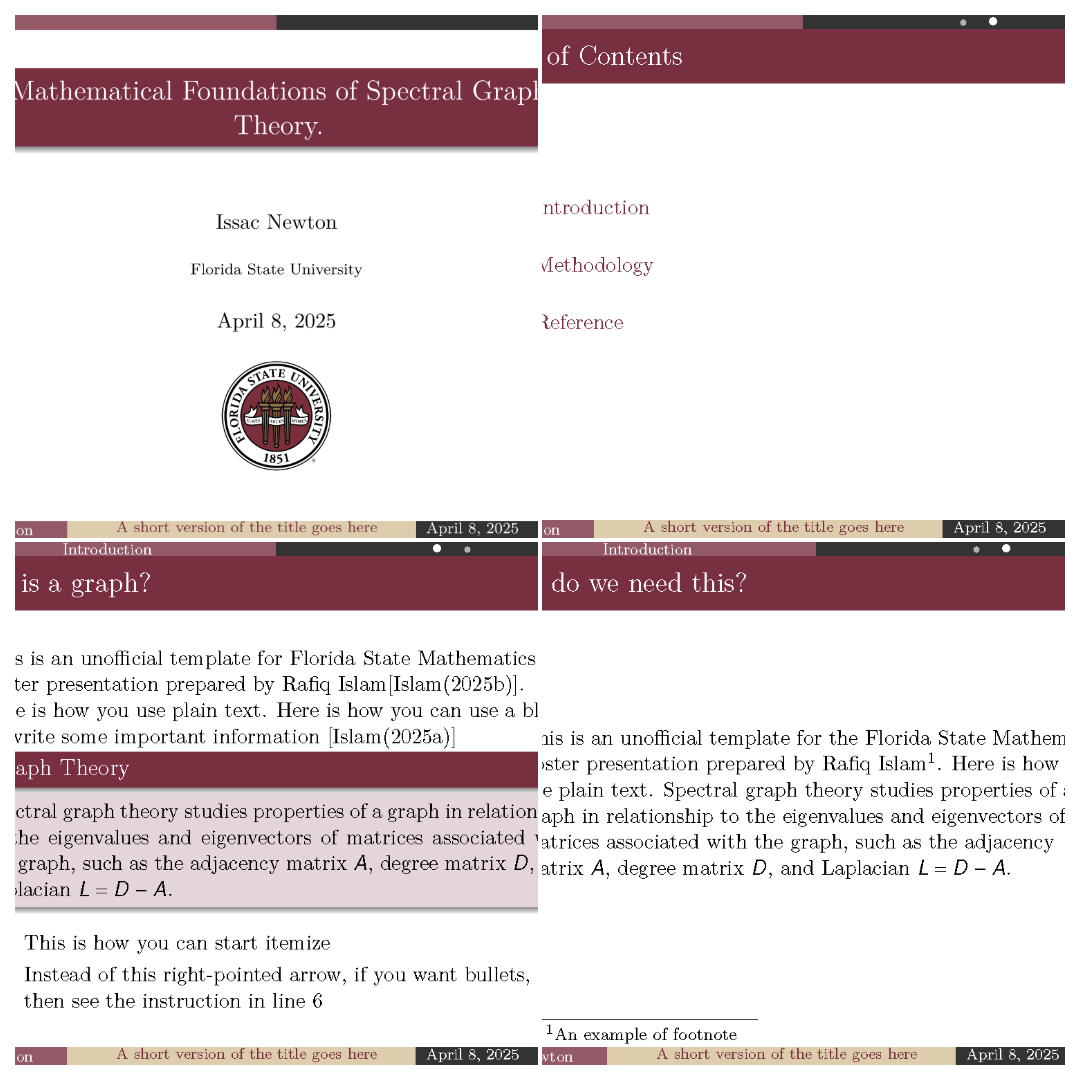 Mathematical Foundations of Spectral Graph
Theory.
Issac Newton
Florida State University
April 8, 2025
FLORIDA STATE UNIVERSITY
1851
on A short version of the title goes here April 8, 2025
of Contents
ntroduction
Methodology
Reference
on A short version of the title goes here April 8, 2025
Introduction
is a graph?
s is an unofficial template for Florida State Mathematics
ter presentation prepared by Rafiq Islam[Islam(2025b)].
e is how you use plain text. Here is how you can use a bl
write some important information [Islam(2025a)]
aph Theory
ctral graph theory studies properties of a graph in relation
the eigenvalues and eigenvectors of matrices associated
graph, such as the adjacency matrix A, degree matrix D,
placian L = D − A.
This is how you can start itemize
Instead of this right-pointed arrow, if you want bullets,
then see the instruction in line 6
on A short version of the title goes here April 8, 2025
Introduction
do we need this?
his is an unofficial template for the Florida State Mathem
oster presentation prepared by Rafiq Islam¹. Here is how
e plain text. Spectral graph theory studies properties of a
aph in relationship to the eigenvalues and eigenvectors of
atrices associated with the graph, such as the adjacency
atrix A, degree matrix D, and Laplacian L = D − A.
¹An example of footnote
wton A short version of the title goes here April 8, 2025